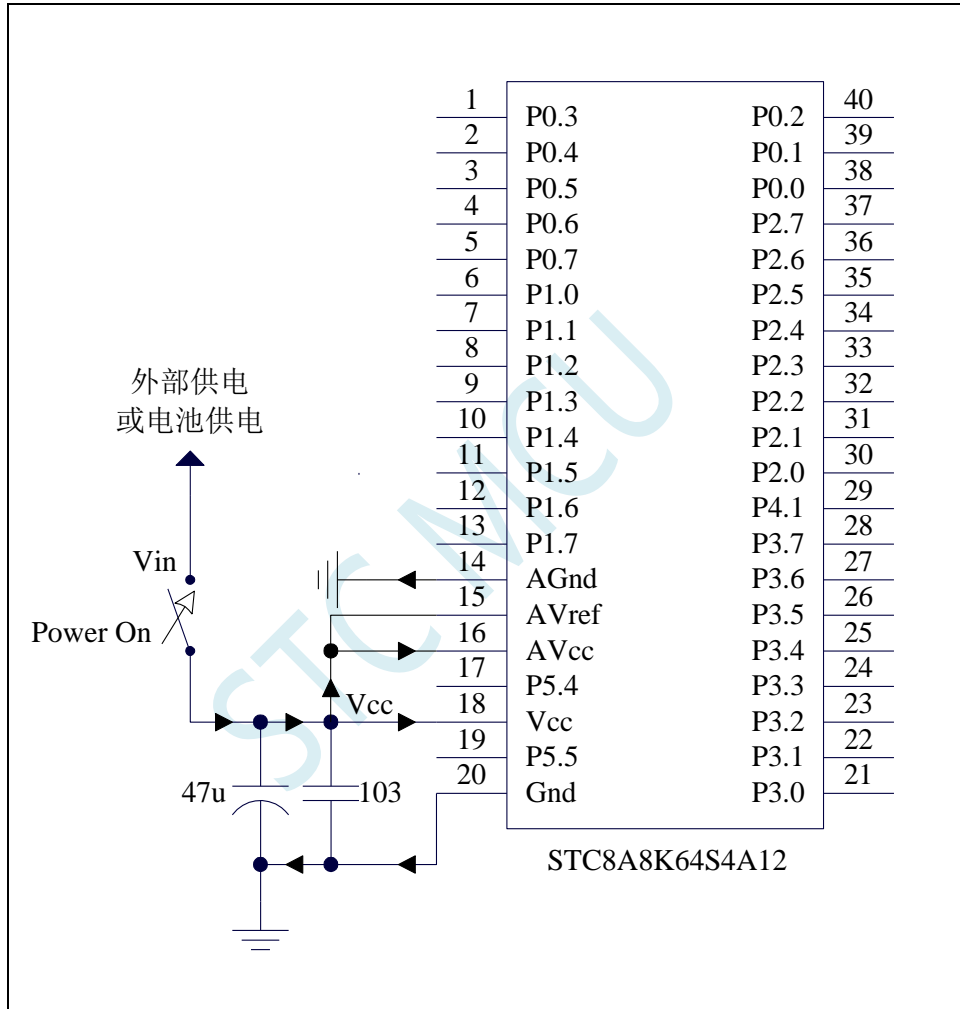 1 P0.3 P0.2 40
2 P0.4 P0.1 39
3 P0.5 P0.0 38
4 P0.6 P2.7 37
5 P0.7 P2.6 36
6 P1.0 P2.5 35
7 P1.1 P2.4 34
8 P1.2 P2.3 33
9 P1.3 P2.2 32
10 P1.4 P2.1 31
11 P1.5 P2.0 30
12 P1.6 P4.1 29
13 P1.7 P3.7 28
14 AGnd P3.6 27
15 AVref P3.5 26
16 AVcc P3.4 25
17 P5.4 P3.3 24
18 Vcc P3.2 23
19 P5.5 P3.1 22
20 Gnd P3.0 21
外部供电
或电池供电
Vin
Power On
Vcc
47u
103
STC8A8K64S4A12
STC MCU